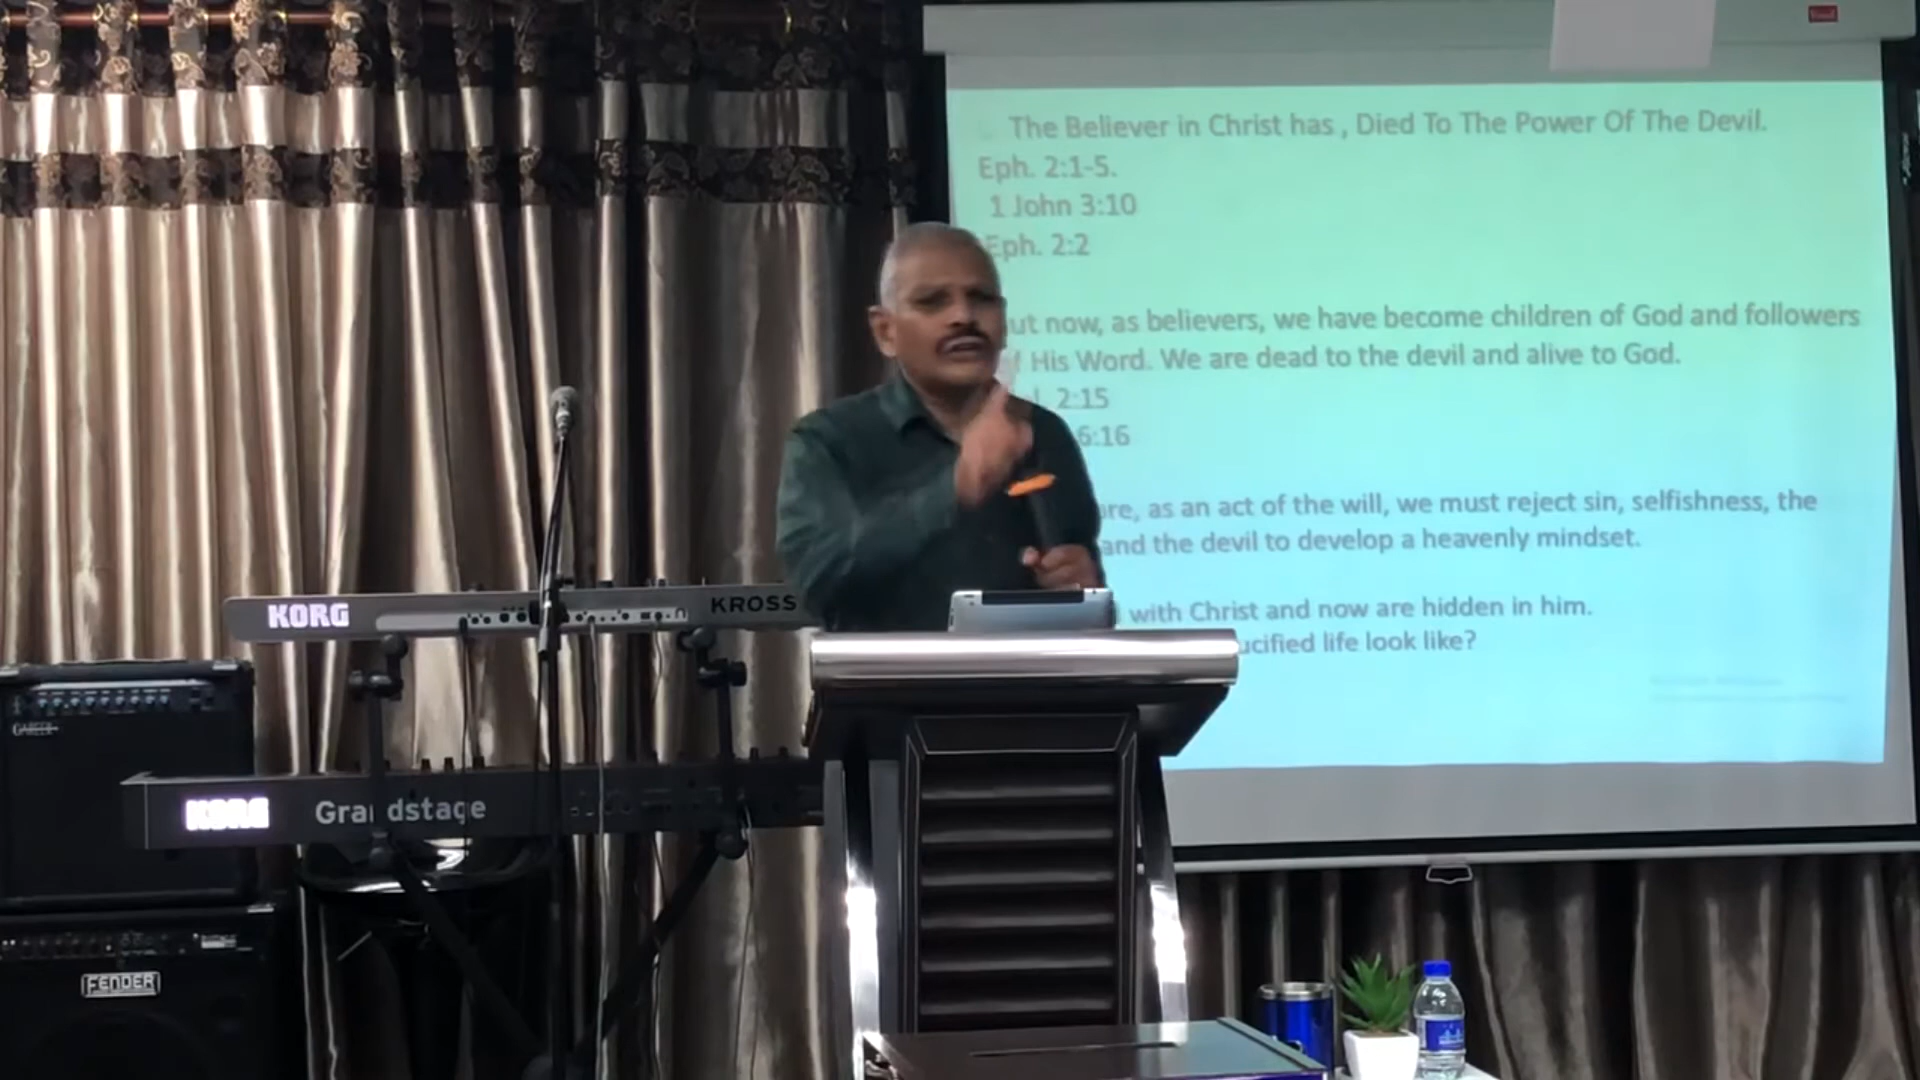 The Believer in Christ has , Died To The Power Of The Devil.
Eph. 2:1-5.
1 John 3:10
Eph. 2:2
ut now, as believers, we have become children of God and followers
f His Word. We are dead to the devil and alive to God.
2:15
6:16
re, as an act of the will, we must reject sin, selfishness, the
and the devil to develop a heavenly mindset.
with Christ and now are hidden in him.
ucified life look like?
KORG KROSS
KORG Grandstage
FENDER